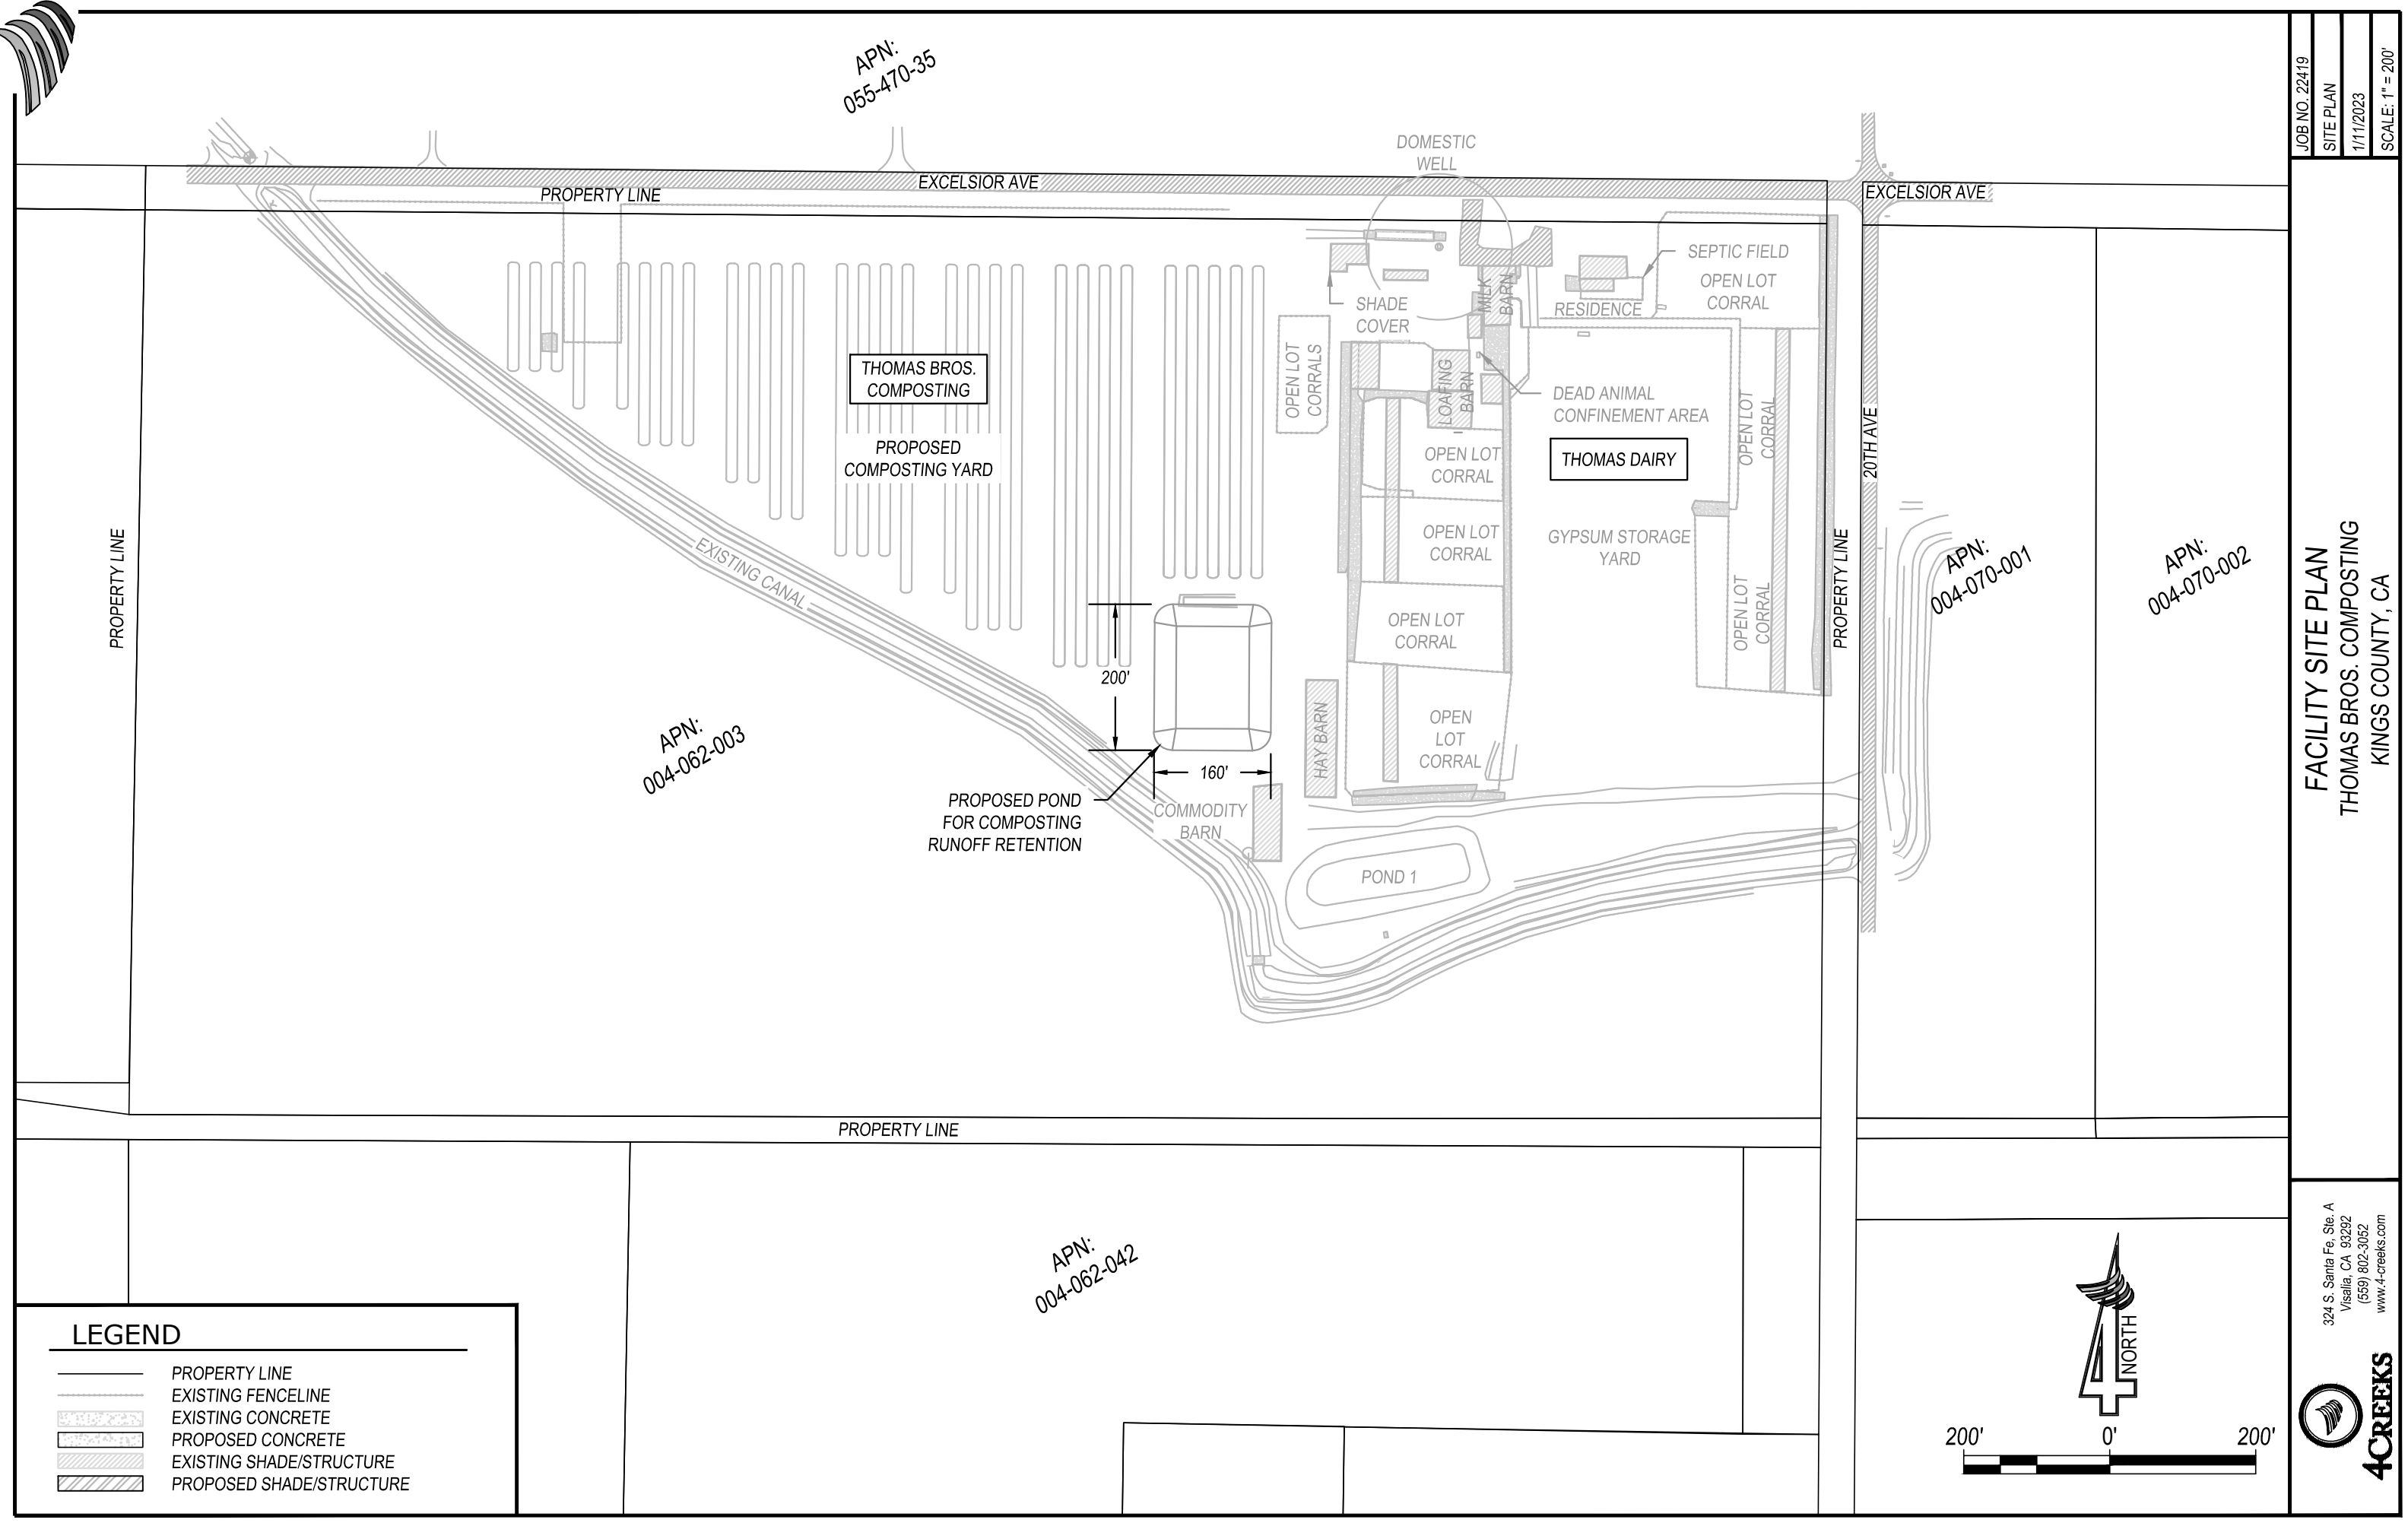 APN:
055-470-35
DOMESTIC
WELL
EXCELSIOR AVE
PROPERTY LINE
EXCELSIOR AVE
SEPTIC FIELD
OPEN LOT
CORRAL
SHADE
COVER
MILK
BARN
RESIDENCE
THOMAS BROS.
COMPOSTING
OPEN LOT
CORRALS
LOAFING
BARN
DEAD ANIMAL
CONFINEMENT AREA
OPEN LOT
CORRAL
20TH AVE
PROPOSED
COMPOSTING YARD
OPEN LOT
CORRAL
THOMAS DAIRY
PROPERTY LINE
EXISTING CANAL
OPEN LOT
CORRAL
GYPSUM STORAGE
YARD
PROPERTY LINE
APN:
004-070-001
APN:
004-070-002
OPEN LOT
CORRAL
OPEN LOT
CORRAL
200'
APN:
004-062-003
HAY BARN
OPEN
LOT
CORRAL
160'
PROPOSED POND
FOR COMPOSTING
RUNOFF RETENTION
COMMODITY
BARN
POND 1
PROPERTY LINE
APN:
004-062-042
LEGEND
PROPERTY LINE
EXISTING FENCELINE
EXISTING CONCRETE
PROPOSED CONCRETE
EXISTING SHADE/STRUCTURE
PROPOSED SHADE/STRUCTURE
4
NORTH
200'
0'
200'
JOB NO. 22419
SITE PLAN
1/11/2023
SCALE: 1" = 200'
FACILITY SITE PLAN
THOMAS BROS. COMPOSTING
KINGS COUNTY, CA
324 S. Santa Fe, Ste. A
Visalia, CA 93292
(559) 802-3052
www.4-creeks.com
4CREEKS